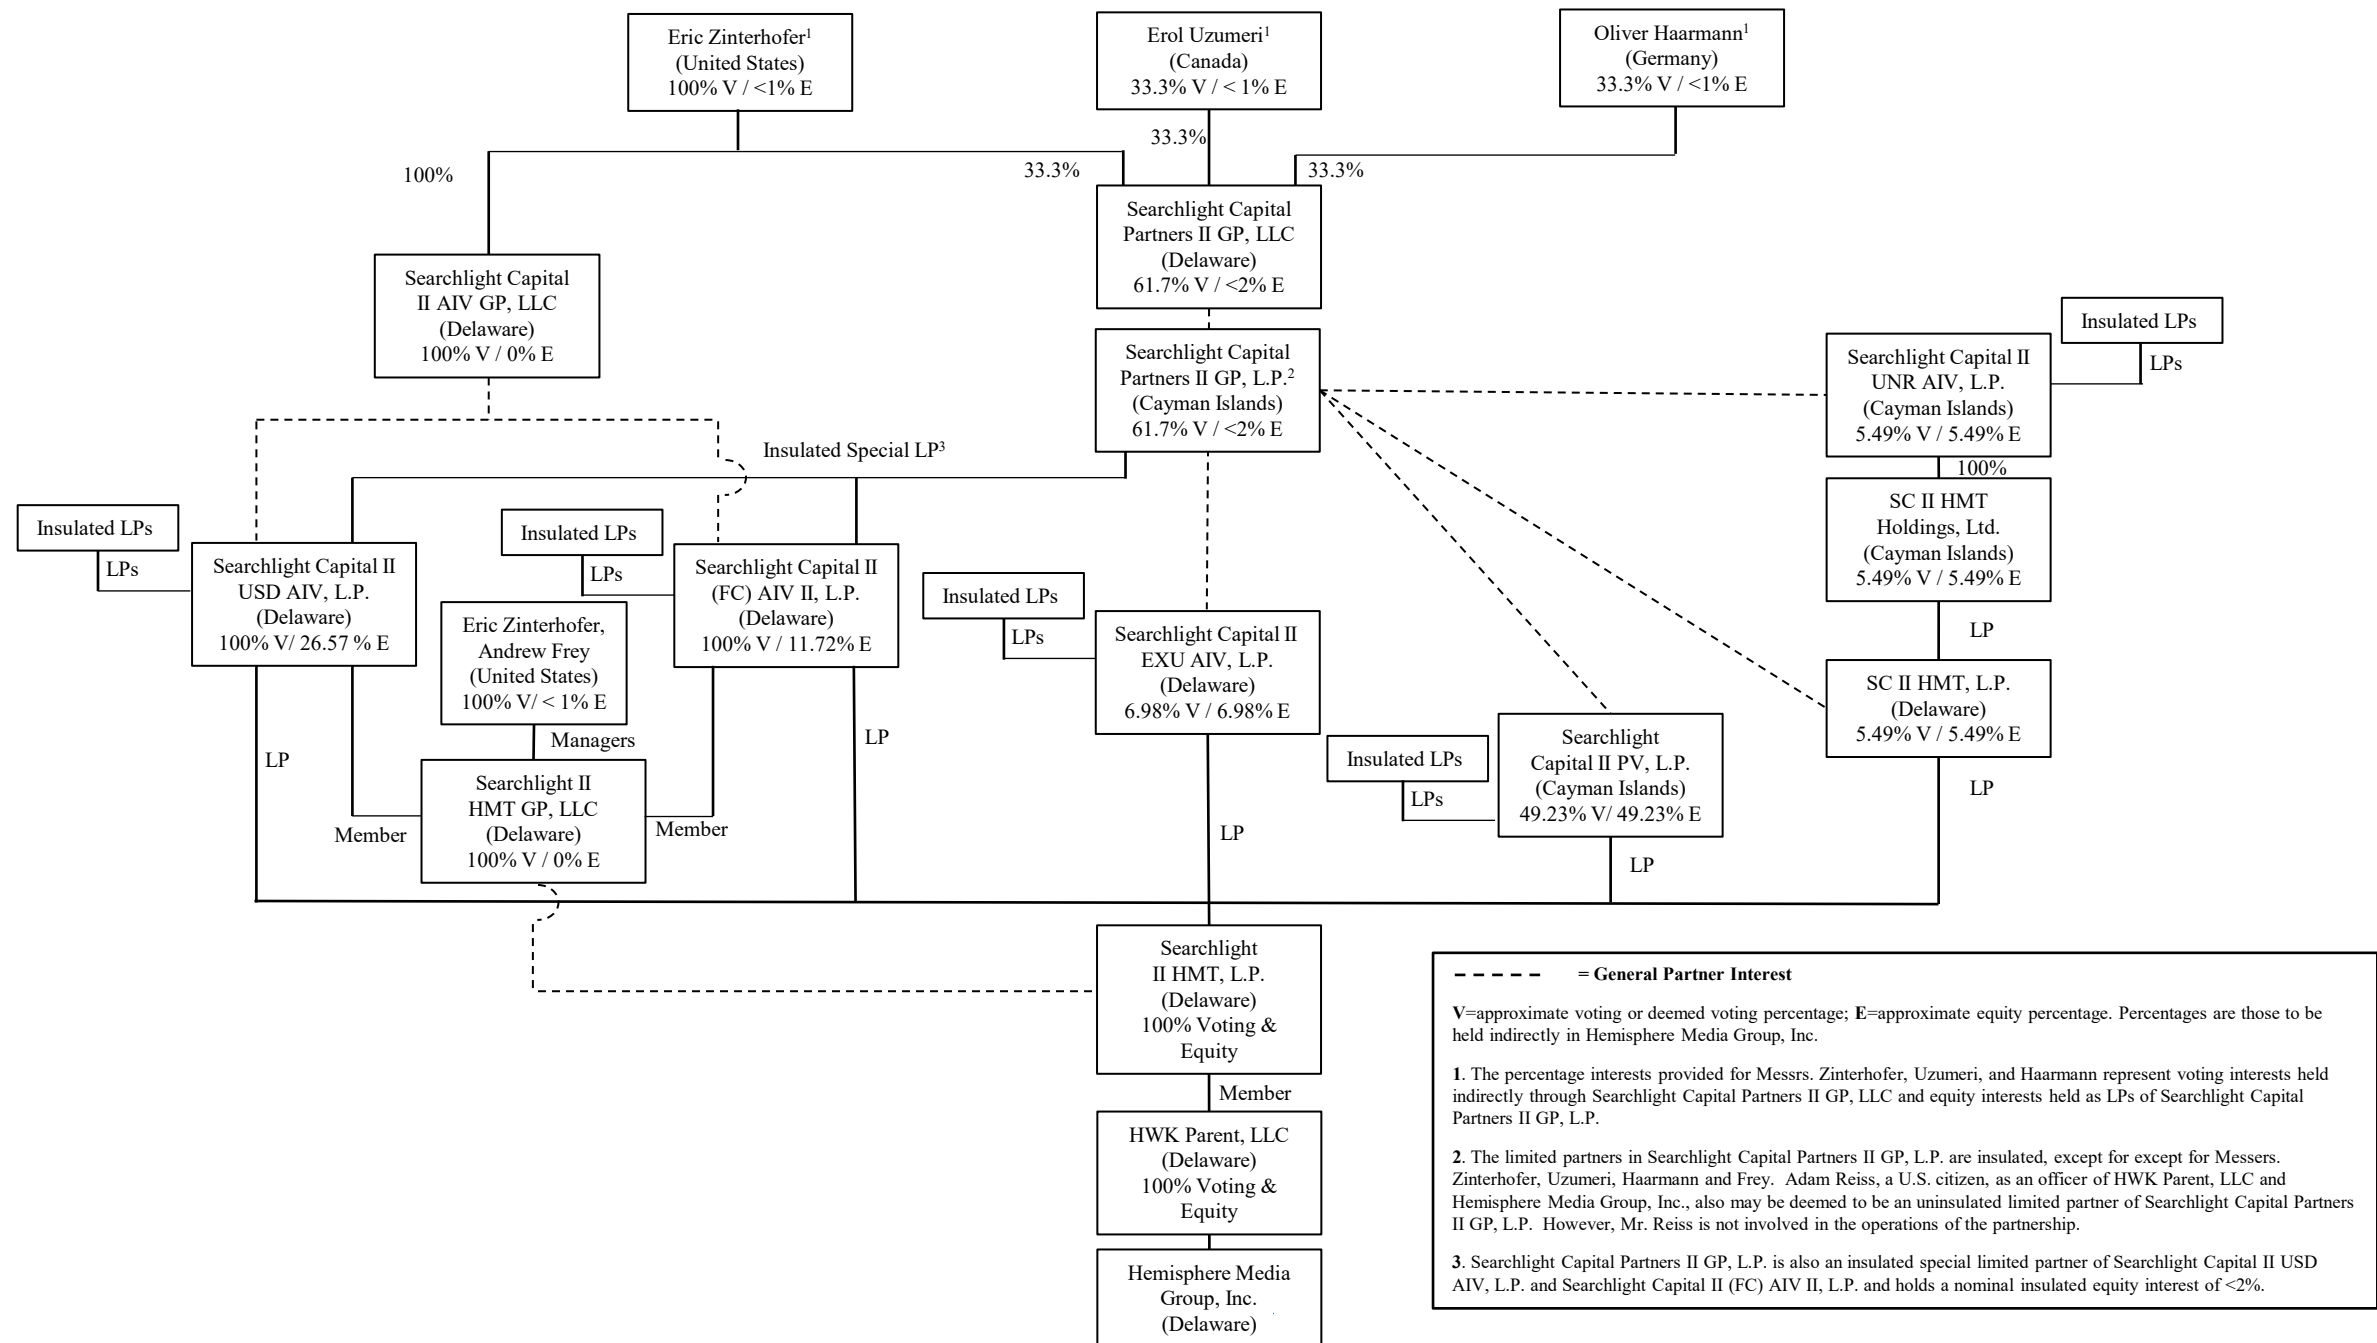 Eric Zinterhofer¹
(United States)
100% V / <1% E
Erol Uzumeri¹
(Canada)
33.3% V / < 1% E
Oliver Haarmann¹
(Germany)
33.3% V / <1% E
100%
33.3%
33.3%
33.3%
Searchlight Capital
Partners II GP, LLC
(Delaware)
61.7% V / <2% E
Searchlight Capital
II AIV GP, LLC
(Delaware)
100% V / 0% E
Searchlight Capital
Partners II GP, L.P.²
(Cayman Islands)
61.7% V / <2% E
Insulated LPs
LPs
Searchlight Capital II
UNR AIV, L.P.
(Cayman Islands)
5.49% V / 5.49% E
100%
Insulated Special LP³
SC II HMT
Holdings, Ltd.
(Cayman Islands)
5.49% V / 5.49% E
LP
Insulated LPs
LPs
Searchlight Capital II
USD AIV, L.P.
(Delaware)
100% V/ 26.57 % E
Insulated LPs
LPs
Searchlight Capital II
(FC) AIV II, L.P.
(Delaware)
100% V / 11.72% E
Eric Zinterhofer,
Andrew Frey
(United States)
100% V/ < 1% E
Managers
Insulated LPs
LPs
Searchlight Capital II
EXU AIV, L.P.
(Delaware)
6.98% V / 6.98% E
SC II HMT, L.P.
(Delaware)
5.49% V / 5.49% E
LP
Insulated LPs
LPs
Searchlight
Capital II PV, L.P.
(Cayman Islands)
49.23% V/ 49.23% E
LP
LP
LP
LP
Member
Searchlight II
HMT GP, LLC
(Delaware)
100% V / 0% E
Member
Searchlight
II HMT, L.P.
(Delaware)
100% Voting &
Equity
Member
HWK Parent, LLC
(Delaware)
100% Voting &
Equity
Hemisphere Media
Group, Inc.
(Delaware)
= General Partner Interest
V=approximate voting or deemed voting percentage; E=approximate equity percentage. Percentages are those to be
held indirectly in Hemisphere Media Group, Inc.
1. The percentage interests provided for Messrs. Zinterhofer, Uzumeri, and Haarmann represent voting interests held
indirectly through Searchlight Capital Partners II GP, LLC and equity interests held as LPs of Searchlight Capital
Partners II GP, L.P.
2. The limited partners in Searchlight Capital Partners II GP, L.P. are insulated, except for except for Messers.
Zinterhofer, Uzumeri, Haarmann and Frey. Adam Reiss, a U.S. citizen, as an officer of HWK Parent, LLC and
Hemisphere Media Group, Inc., also may be deemed to be an uninsulated limited partner of Searchlight Capital Partners
II GP, L.P. However, Mr. Reiss is not involved in the operations of the partnership.
3. Searchlight Capital Partners II GP, L.P. is also an insulated special limited partner of Searchlight Capital II USD
AIV, L.P. and Searchlight Capital II (FC) AIV II, L.P. and holds a nominal insulated equity interest of <2%.